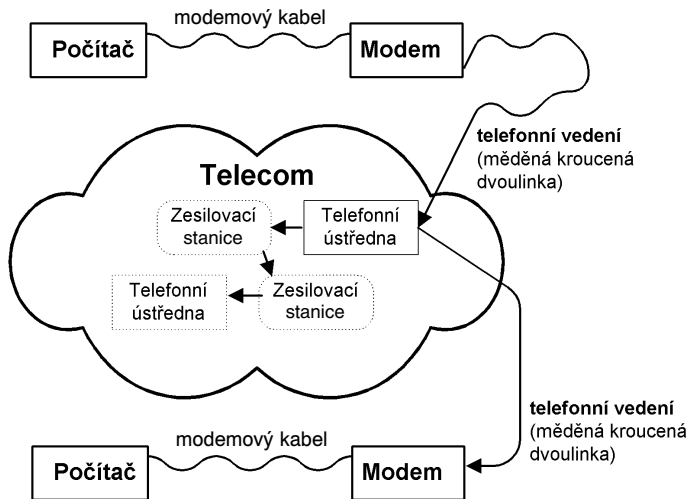 modemový kabel
Počítač
Modem
telefonní vedení
(měděná kroucená
dvoulinka)
Telecom
Zesilovací
stanice
Telefonní
ústředna
Telefonní
ústředna
Zesilovací
stanice
telefonní vedení
(měděná kroucená
dvoulinka)
modemový kabel
Počítač
Modem